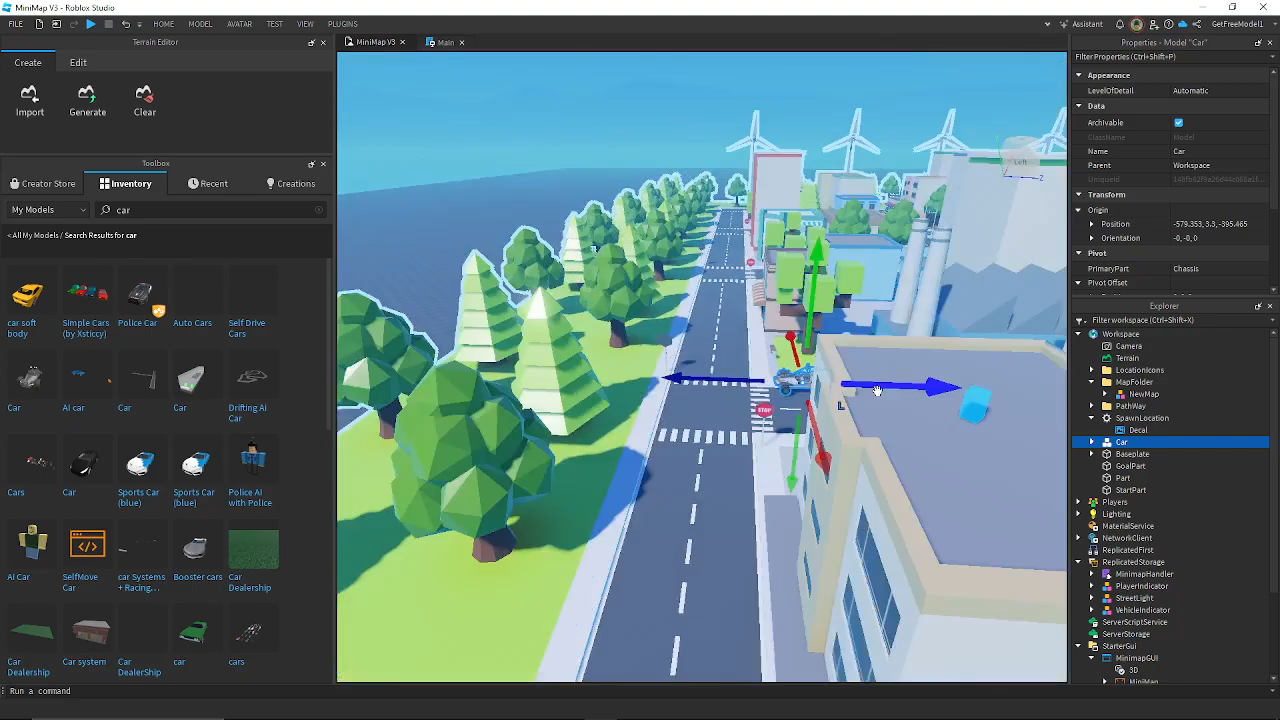 MiniMap V3 - Roblox Studio
FILE HOME MODEL AVATAR TEST VIEW PLUGINS Assistant GetFreeModel1
Terrain Editor
Create Edit
Import Generate Clear
Toolbox
Creator Store Inventory Recent Creations
My Models car
< All My Models / Search Results for car
car soft body
Simple Cars (by Xsticcy)
Police Car
Auto Cars
Self Drive Cars
Car
AI car
Car
Car
Drifting AI Car
Cars
Car
Sports Car (blue)
Sports Car (blue)
Police AI with Police
AI Car
SelfMove Car
car Systems + Racing...
Booster cars
Car Dealership
Car Dealership
Car system
Car DealerShip
car
cars
MiniMap V3 Main
STOP
Left
Z
L
Properties - Model "Car"
Filter Properties (Ctrl+Shift+P)
Appearance
LevelOfDetail Automatic
Data
Archivable
ClassName Model
Name Car
Parent Workspace
UniqueId
Transform
Origin
Position -579.353, 3.3, -395.465
Orientation -0, -0, 0
Pivot
PrimaryPart Chassis
Pivot Offset
Explorer
Filter workspace (Ctrl+Shift+X)
Workspace
Camera
Terrain
LocationIcons
MapFolder
NewMap
PathWay
SpawnLocation
Decal
Car
Baseplate
GoalPart
Part
StartPart
Players
Lighting
MaterialService
NetworkClient
ReplicatedFirst
ReplicatedStorage
MinimapHandler
PlayerIndicator
StreetLight
VehicleIndicator
ServerScriptService
ServerStorage
StarterGui
MinimapGUI
3D
MiniMap
Run a command